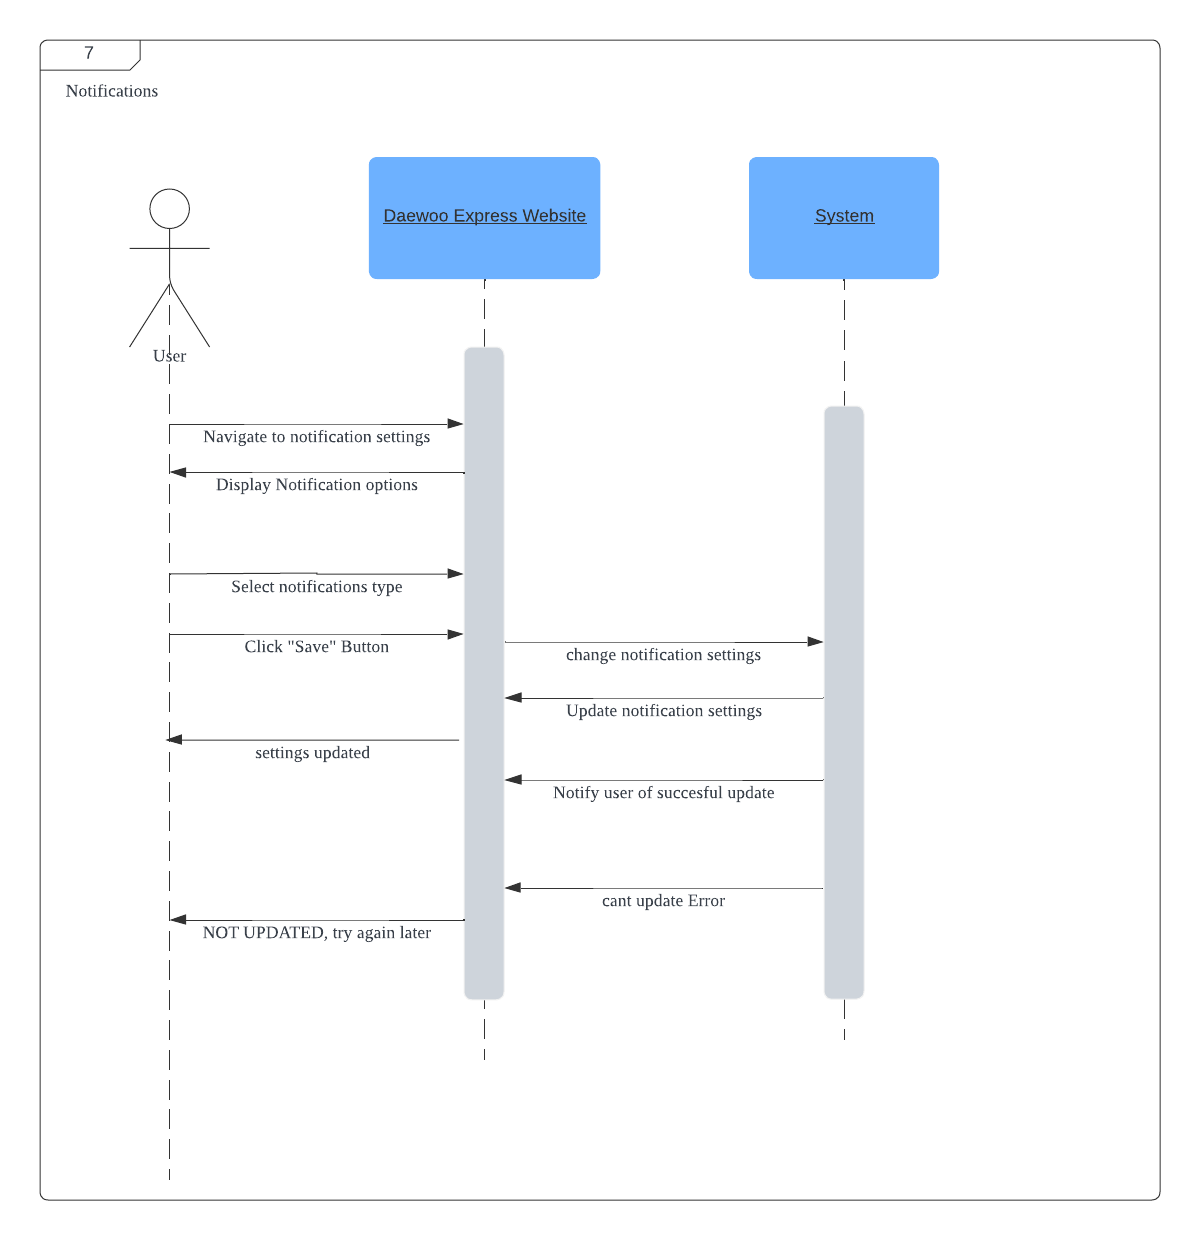 7
Notifications
Daewoo Express Website
System
User
Navigate to notification settings
Display Notification options
Select notifications type
Click "Save" Button
change notification settings
Update notification settings
settings updated
Notify user of succesful update
cant update Error
NOT UPDATED, try again later